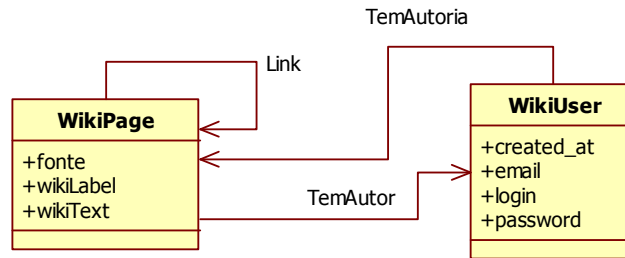 TemAutoria
Link
WikiPage
+fonte
+wikiLabel
+wikiText
TemAutor
WikiUser
+created_at
+email
+login
+password